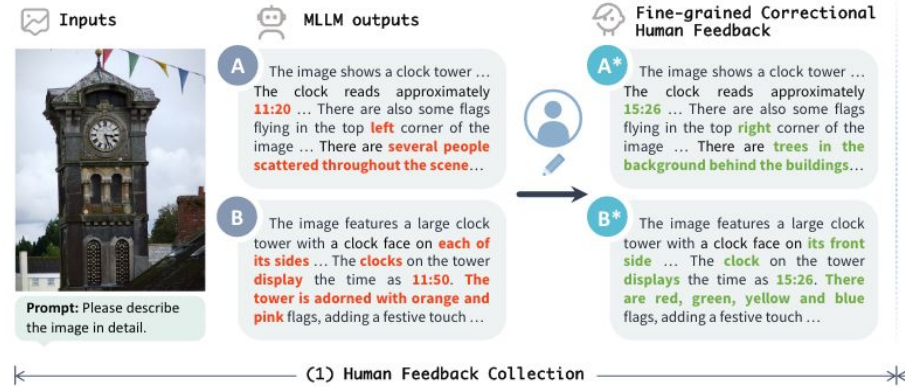 Inputs
MLLM outputs
Fine-grained Correctional
Human Feedback
A
The image shows a clock tower ...
The clock reads approximately
11:20 ... There are also some flags
flying in the top left corner of the
image ... There are several people
scattered throughout the scene...
B
The image features a large clock
tower with a clock face on each of
its sides ... The clocks on the tower
display the time as 11:50. The
tower is adorned with orange and
pink flags, adding a festive touch ...
A*
The image shows a clock tower ...
The clock reads approximately
15:26 ... There are also some flags
flying in the top right corner of the
image ... There are trees in the
background behind the buildings...
B*
The image features a large clock
tower with a clock face on its front
side ... The clock on the tower
displays the time as 15:26. There
are red, green, yellow and blue
flags, adding a festive touch ...
Prompt: Please describe
the image in detail.
(1) Human Feedback Collection